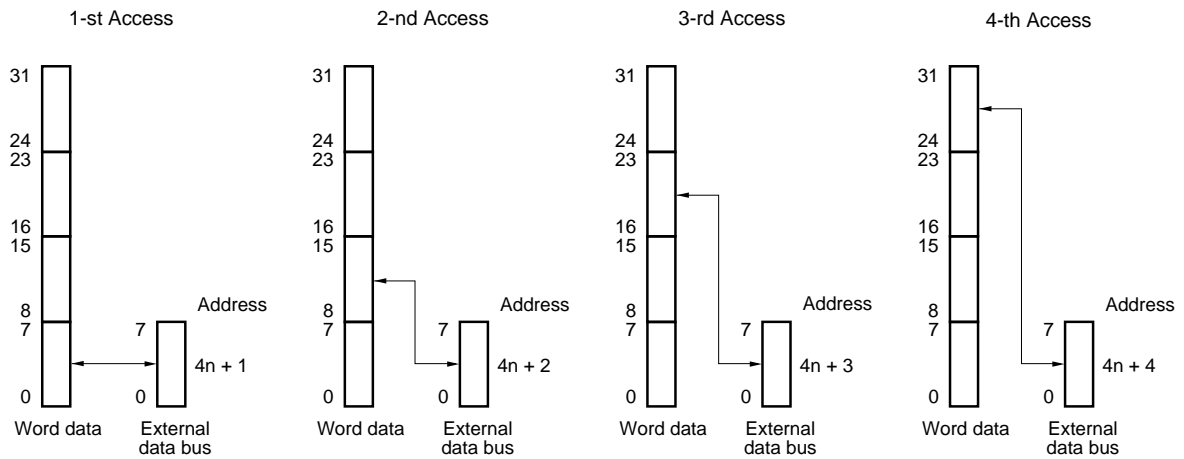 1-st Access
31
24
23
16
15
8
7
0
Word data
7
0
External
data bus
Address
4n + 1
2-nd Access
31
24
23
16
15
8
7
0
Word data
7
0
External
data bus
Address
4n + 2
3-rd Access
31
24
23
16
15
8
7
0
Word data
7
0
External
data bus
Address
4n + 3
4-th Access
31
24
23
16
15
8
7
0
Word data
7
0
External
data bus
Address
4n + 4